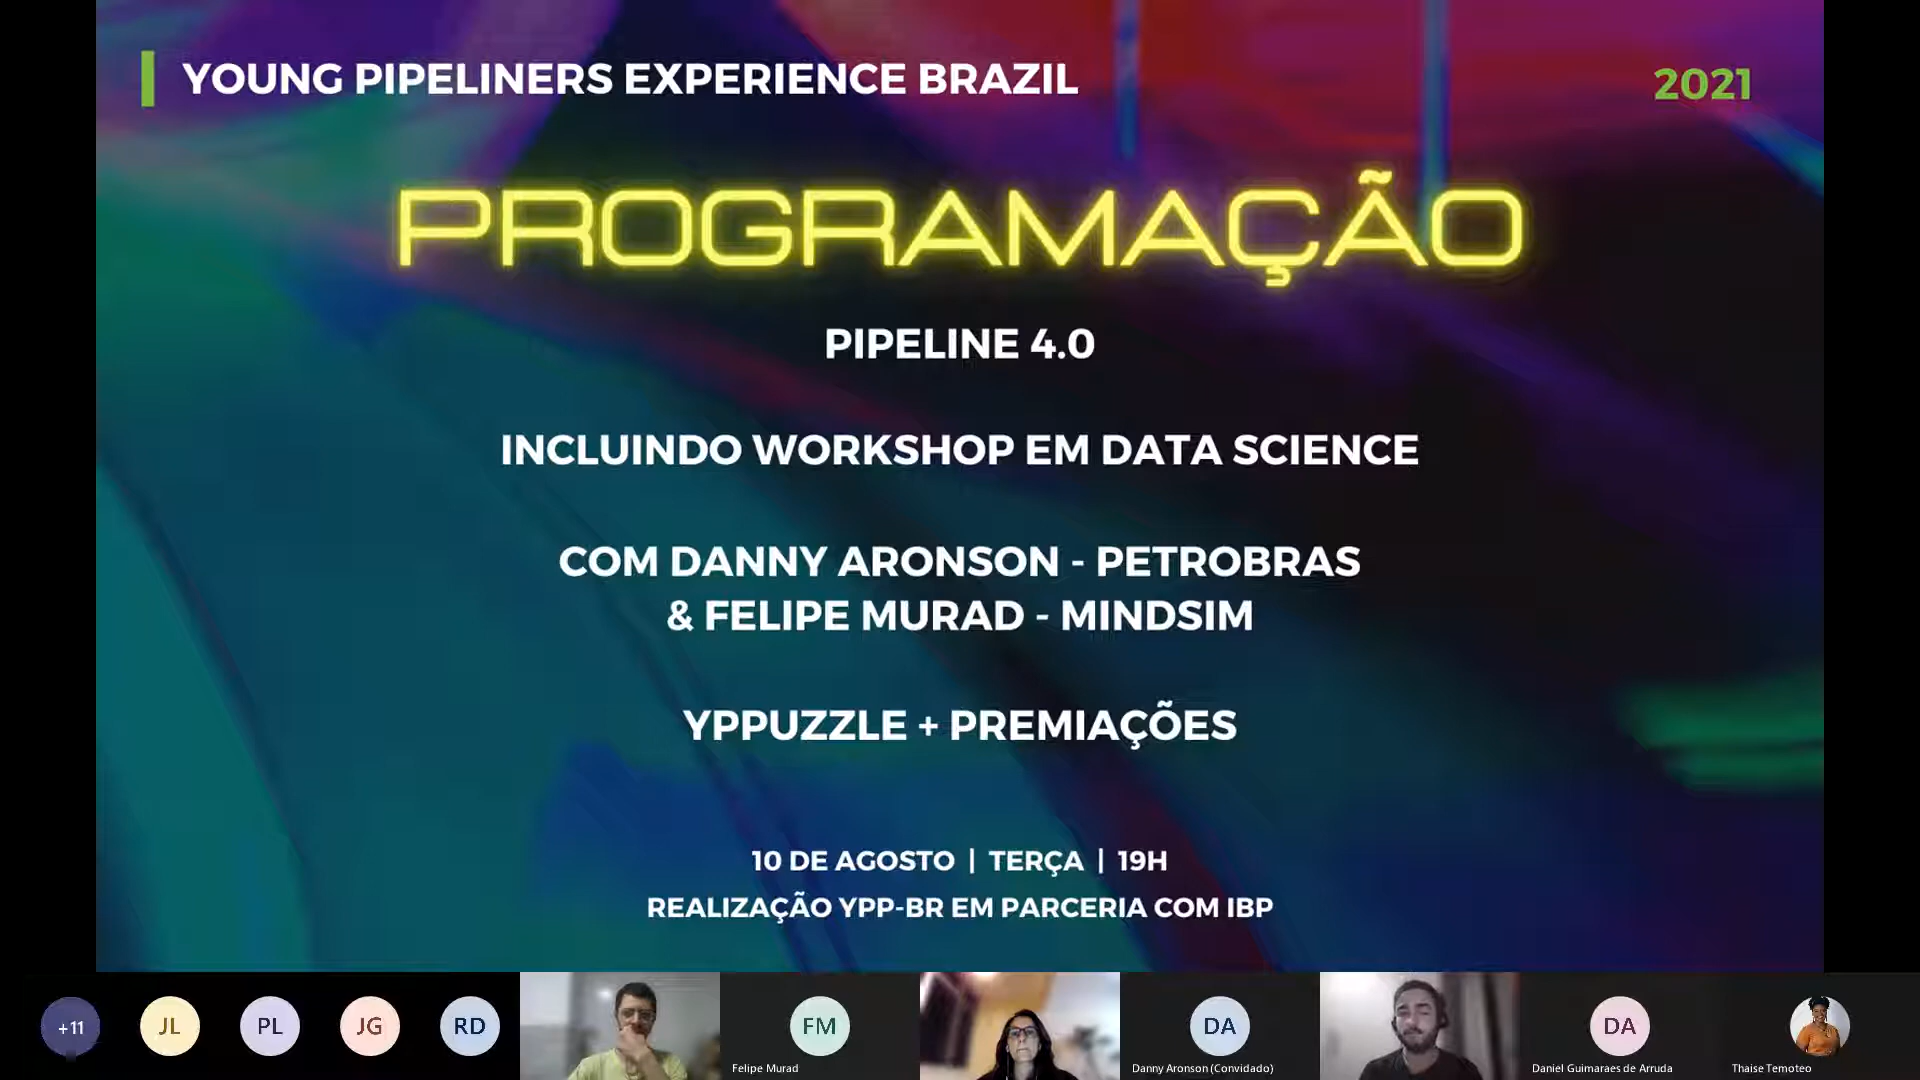 YOUNG PIPELINERS EXPERIENCE BRAZIL
2021
PROGRAMAÇÃO
PIPELINE 4.0
INCLUINDO WORKSHOP EM DATA SCIENCE
COM DANNY ARONSON - PETROBRAS
& FELIPE MURAD - MINDSIM
YPPUZZLE + PREMIAÇÕES
10 DE AGOSTO | TERÇA | 19H
REALIZAÇÃO YPP-BR EM PARCERIA COM IBP
+11
JL
PL
JG
RD
FM
Felipe Murad
DA
Danny Aronson (Convidado)
DA
Daniel Guimaraes de Arruda
Thaise Temoteo